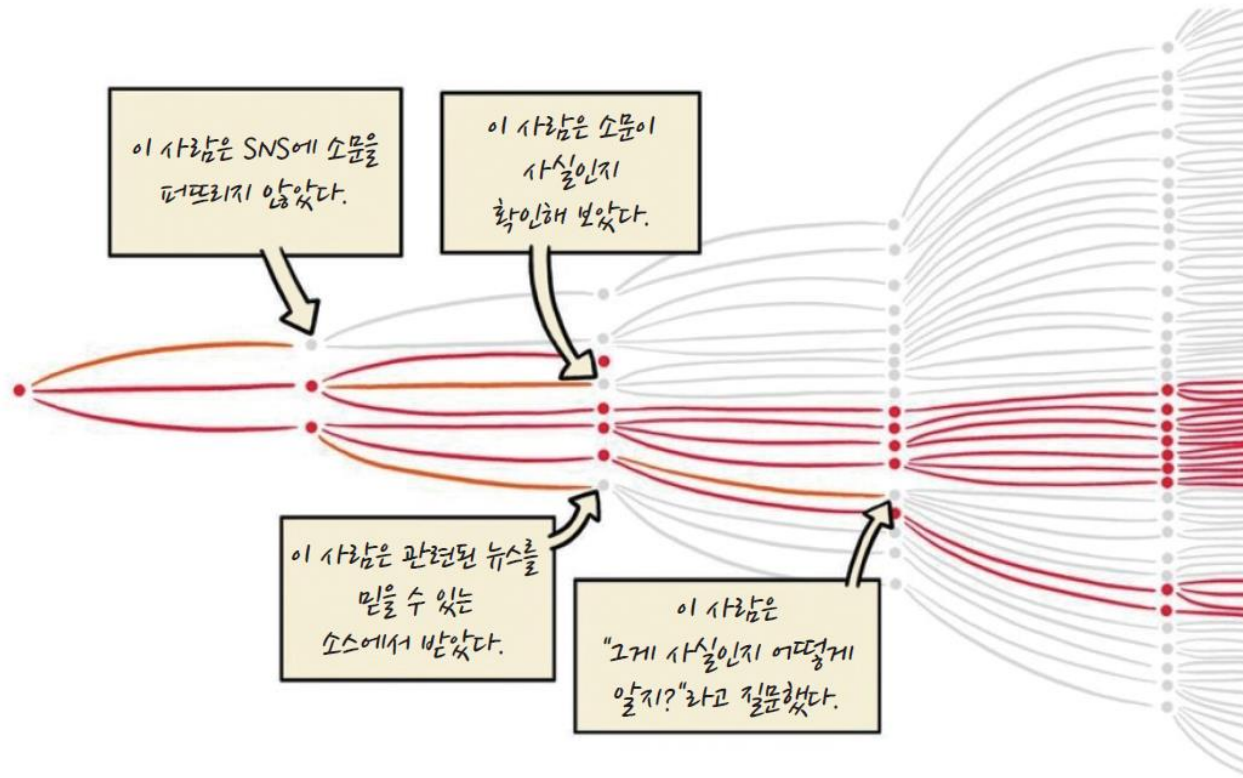 이 사람은 SNS에 소문을
퍼뜨리지 않았다.
이 사람은 소문이
사실인지
확인해 보았다.
이 사람은 관련된 뉴스를
믿을 수 있는
소스에서 받았다.
이 사람은
"그게 사실인지 어떻게
알지?"라고 질문했다.